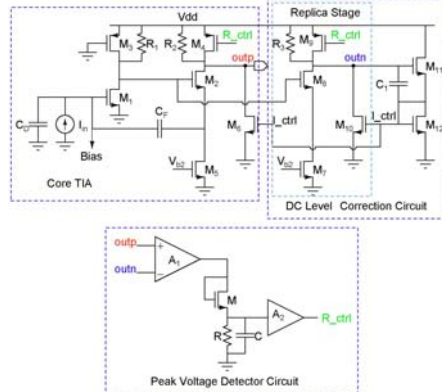 Vdd
Replica Stage
M3
R1
R2
M4
R_ctrl
outp
R3
M9
R_ctrl
outn
M11
M1
M2
M8
C1
CD
Iin
CF
M6
I_ctrl
M10
I_ctrl
M12
Bias
Vb2
M5
Vb2
M7
Core TIA
DC Level Correction Circuit
outp
+
outn
−
A1
M
R
C
A2
R_ctrl
Peak Voltage Detector Circuit